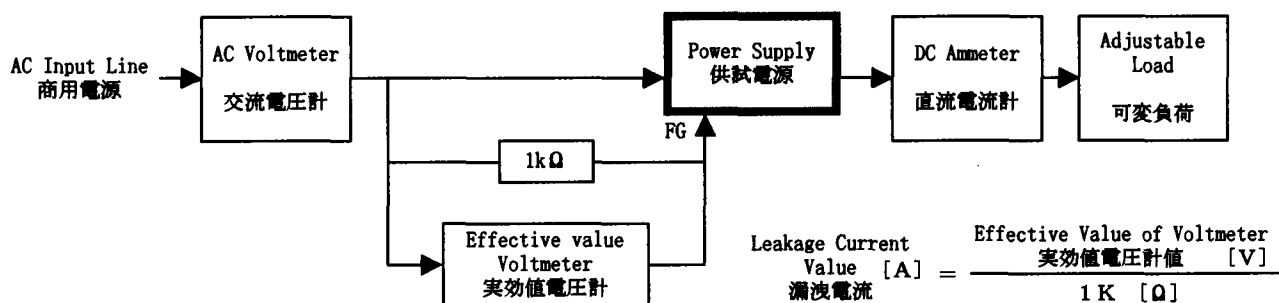 AC Input Line
商用電源
AC Voltmeter
交流電圧計
Power Supply
供試電源
DC Ammeter
直流電流計
Adjustable
Load
可変負荷
FG
1kΩ
Effective value
Voltmeter
実効値電圧計
Leakage Current
Value [A] =
漏洩電流
Effective Value of Voltmeter
実効値電圧計値 [V]
1K [Ω]